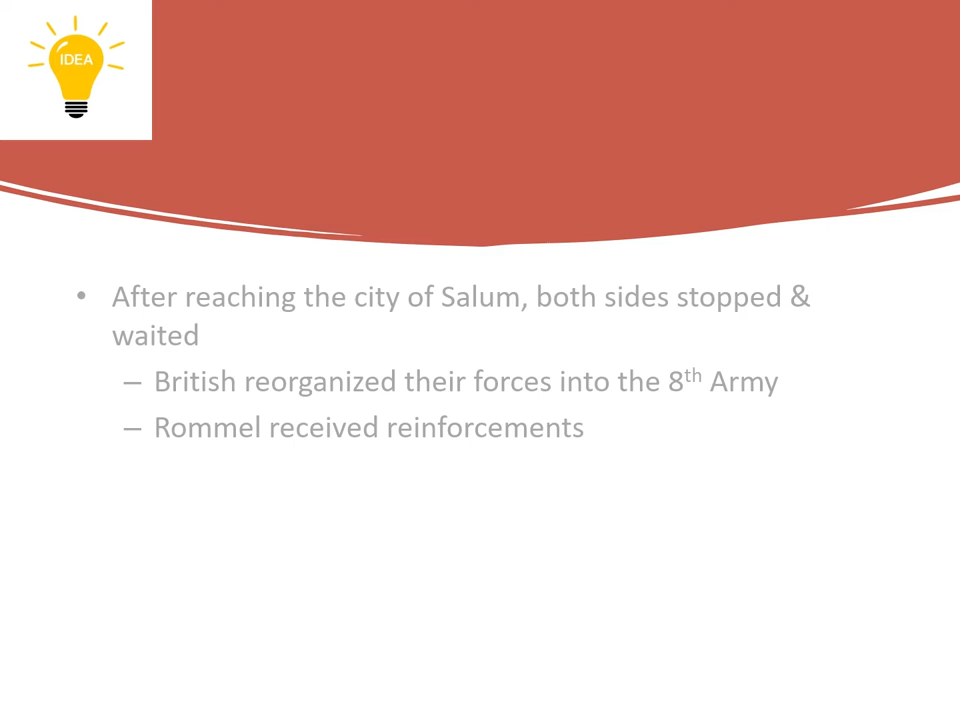 IDEA
• After reaching the city of Salum, both sides stopped &
waited
– British reorganized their forces into the 8th Army
– Rommel received reinforcements